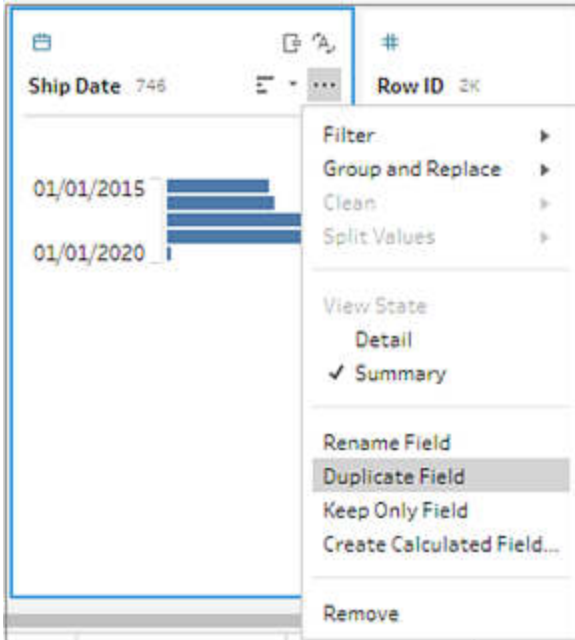 Ship Date 746
Row ID 2K
01/01/2015
01/01/2020
Filter
Group and Replace
Clean
Split Values
View State
Detail
Summary
Rename Field
Duplicate Field
Keep Only Field
Create Calculated Field...
Remove